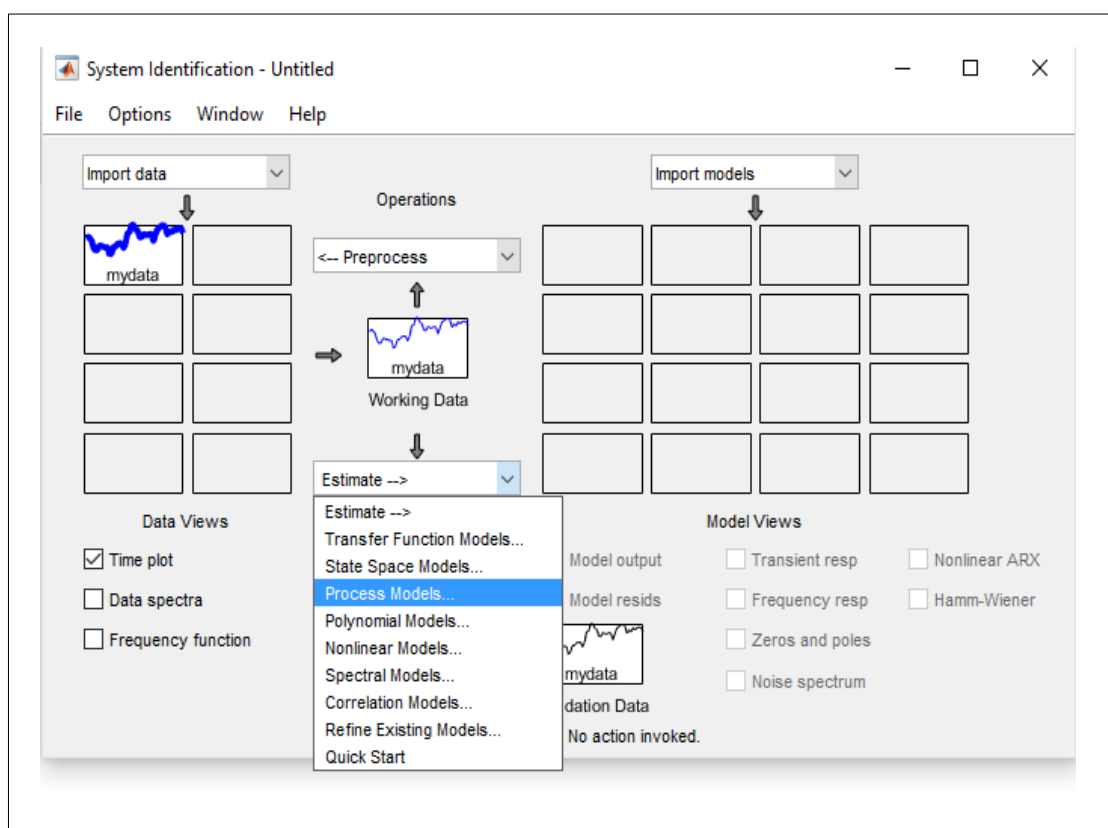 System Identification - Untitled
File Options Window Help
Import data
Import models
Operations
<-- Preprocess
mydata
mydata
Working Data
Estimate -->
Estimate -->
Transfer Function Models...
State Space Models...
Process Models...
Polynomial Models...
Nonlinear Models...
Spectral Models...
Correlation Models...
Refine Existing Models...
Quick Start
Data Views
Time plot
Data spectra
Frequency function
Model Views
Model output
Transient resp
Nonlinear ARX
Model resids
Frequency resp
Hamm-Wiener
Zeros and poles
Noise spectrum
mydata
dation Data
No action invoked.